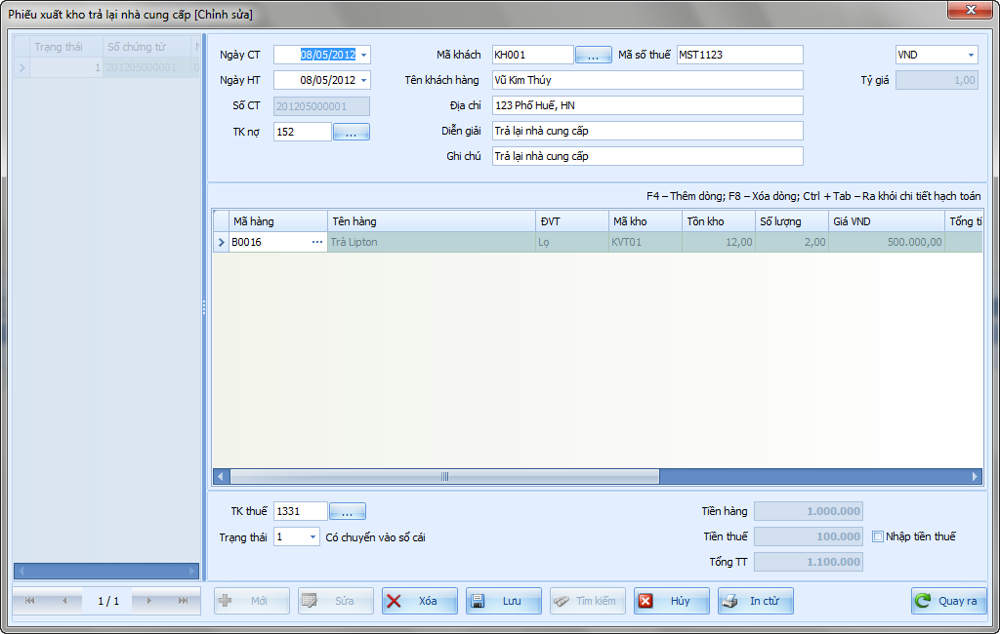 Phiếu xuất kho trả lại nhà cung cấp [Chỉnh sửa]
Trạng thái Số chứng từ N
1 201205000001 0
Ngày CT 08/05/2012 Mã khách KH001 ... Mã số thuế MST1123 VND
Ngày HT 08/05/2012 Tên khách hàng Vũ Kim Thúy Tỷ giá 1,00
Số CT 201205000001 Địa chỉ 123 Phố Huế, HN
TK nợ 152 ... Diễn giải Trả lại nhà cung cấp
Ghi chú Trả lại nhà cung cấp
F4 – Thêm dòng; F8 – Xóa dòng; Ctrl + Tab – Ra khỏi chi tiết hạch toán
Mã hàng Tên hàng ĐVT Mã kho Tồn kho Số lượng Giá VND Tổng ti
B0016 ... Trà Lipton Lọ KVT01 12,00 2,00 500.000,00
TK thuế 1331 ... Tiền hàng 1.000.000
Trạng thái 1 Có chuyển vào sổ cái Tiền thuế 100.000 Nhập tiền thuế
Tổng TT 1.100.000
1 / 1 Mới Sửa Xóa Lưu Tìm kiếm Hủy In ctừ Quay ra